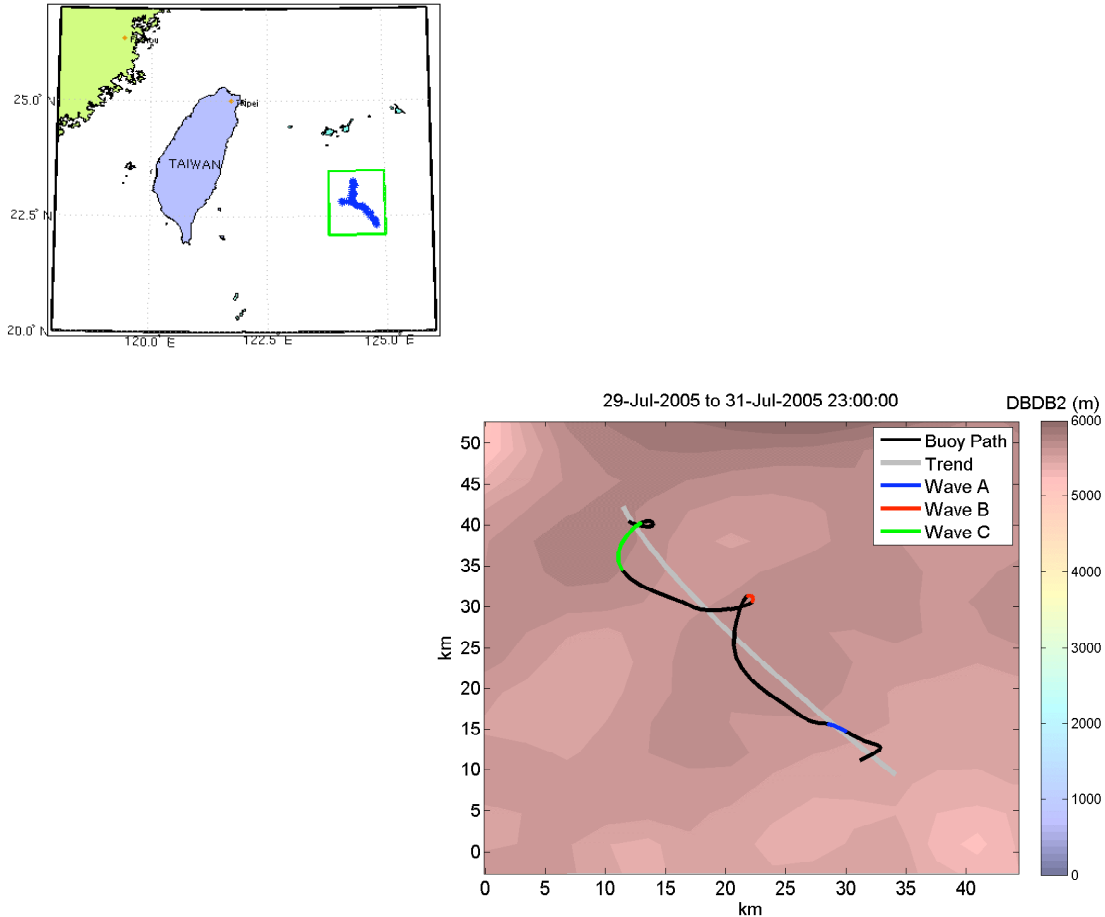 25.0° N
Taipei
TAIWAN
22.5° N
20.0° N
120.0° E 122.5° E 125.0° E
29-Jul-2005 to 31-Jul-2005 23:00:00
DBDB2 (m)
Buoy Path
Trend
Wave A
Wave B
Wave C
50
45
40
35
30
25
20
15
10
5
0
km
0 5 10 15 20 25 30 35 40
km
6000
5000
4000
3000
2000
1000
0